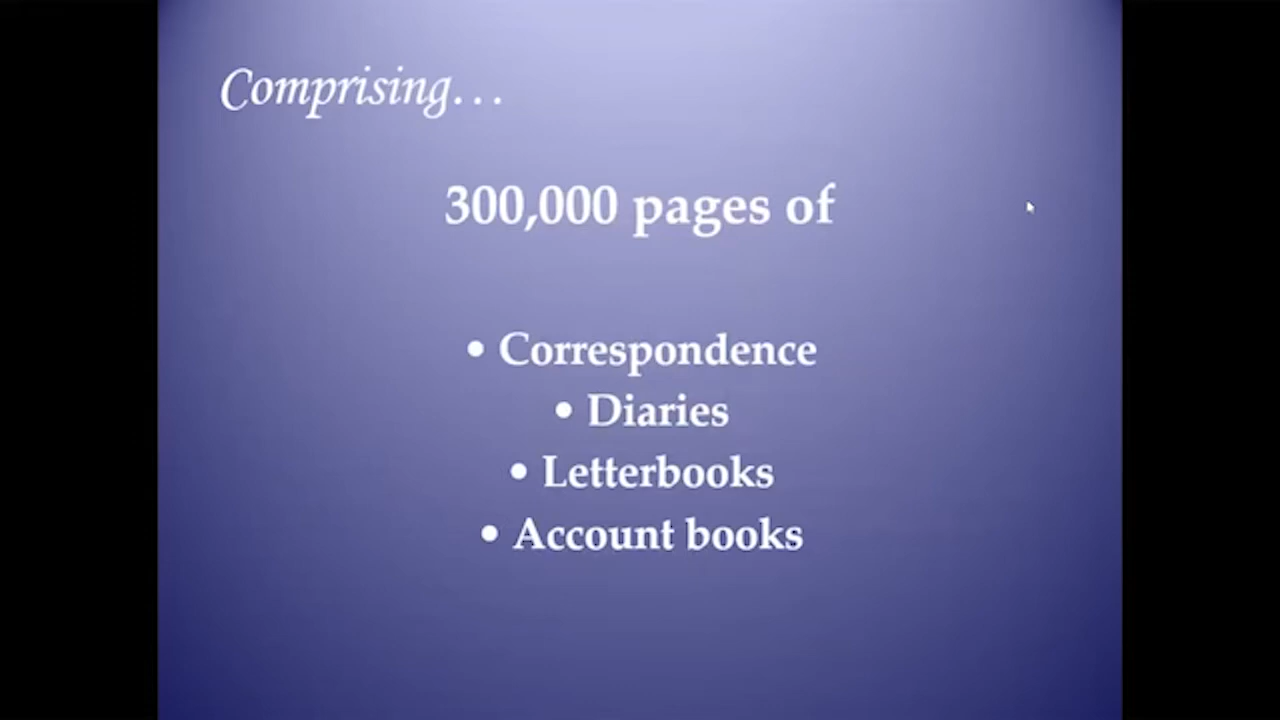 Comprising…
300,000 pages of
• Correspondence
• Diaries
• Letterbooks
• Account books